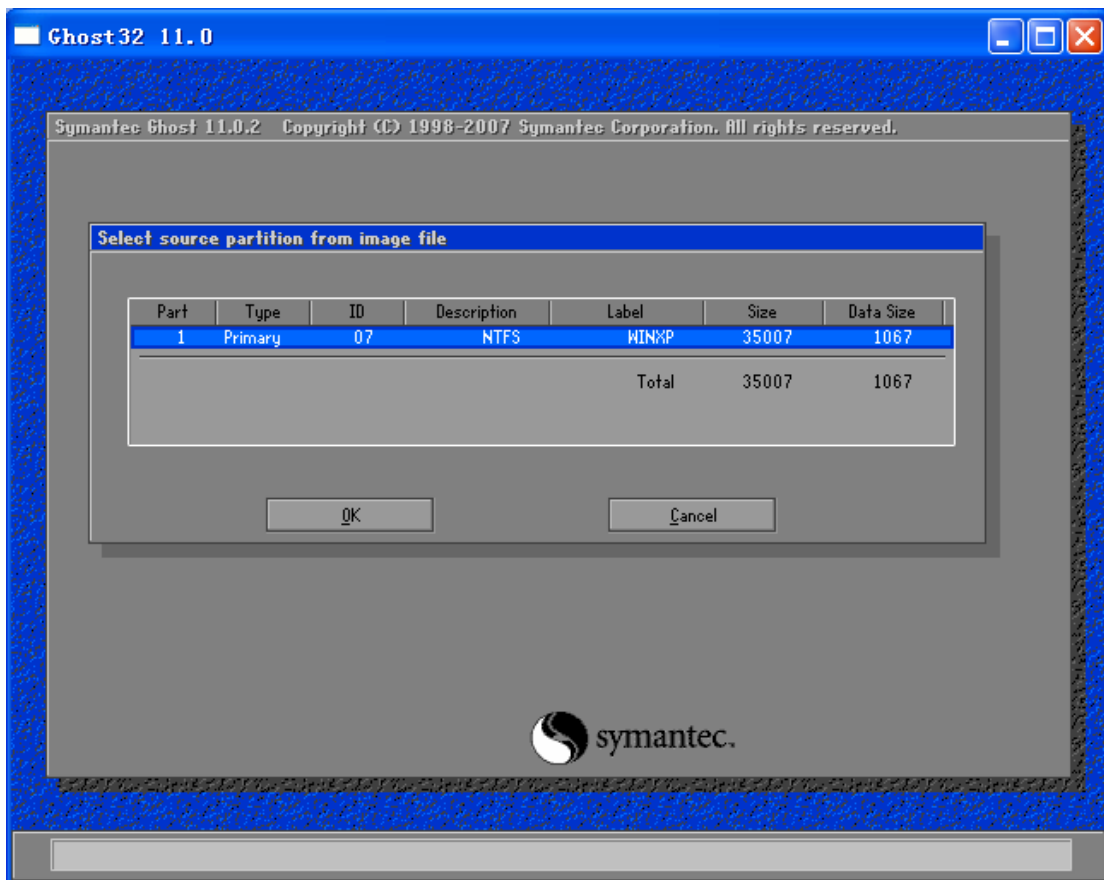 Ghost32 11.0
Symantec Ghost 11.0.2 Copyright (C) 1998-2007 Symantec Corporation. All rights reserved.
Select source partition from image file
Part Type ID Description Label Size Data Size
1 Primary 07 NTFS WINXP 35007 1067
Total 35007 1067
OK Cancel
symantec.